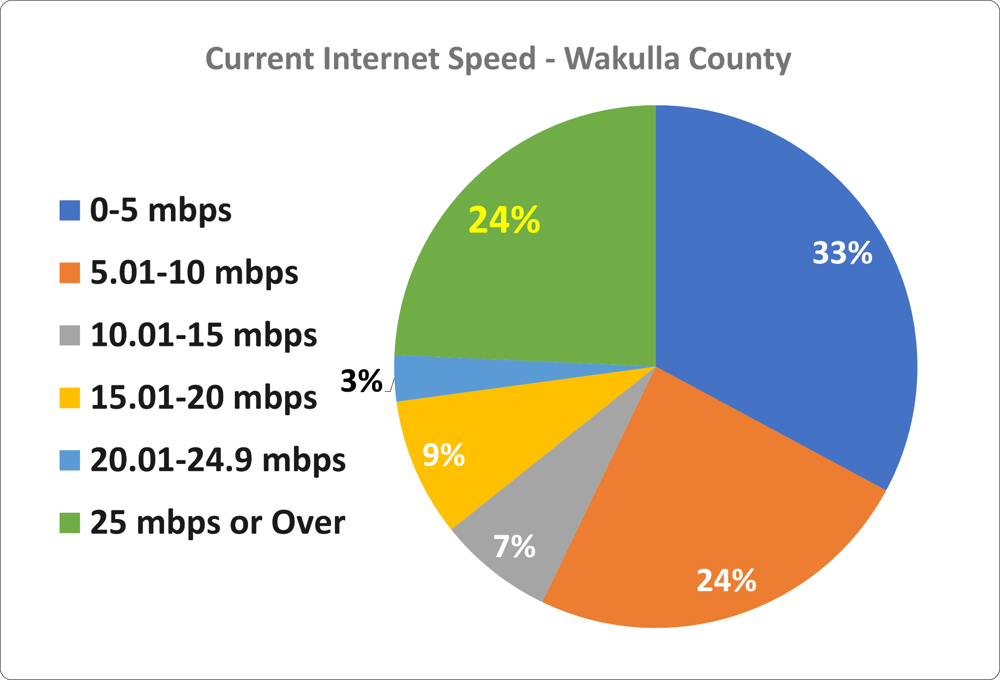 Current Internet Speed - Wakulla County
0-5 mbps
5.01-10 mbps
10.01-15 mbps
15.01-20 mbps
20.01-24.9 mbps
25 mbps or Over
24%
33%
3%
9%
7%
24%